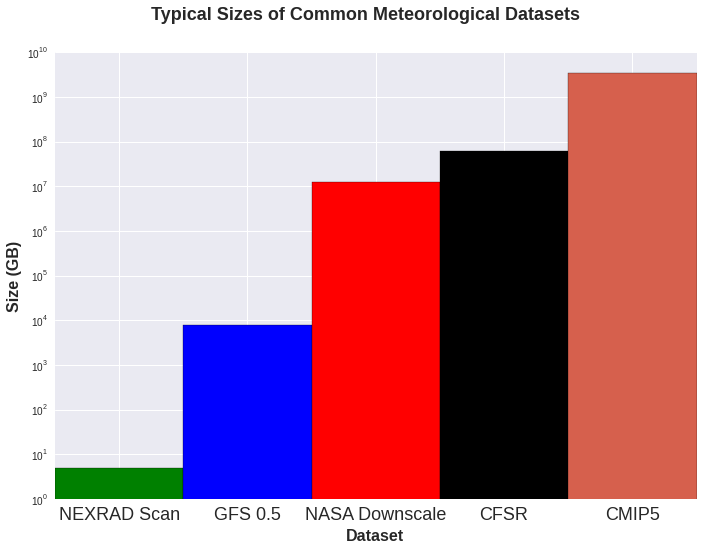 Typical Sizes of Common Meteorological Datasets
10^10
10^9
10^8
10^7
10^6
10^5
10^4
10^3
10^2
10^1
10^0
Size (GB)
NEXRAD Scan GFS 0.5 NASA Downscale CFSR CMIP5
Dataset